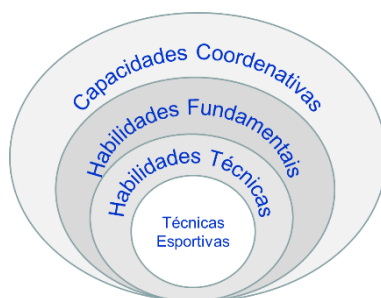 Capacidades Coordenativas
Habilidades Fundamentais
Habilidades Técnicas
Técnicas
Esportivas